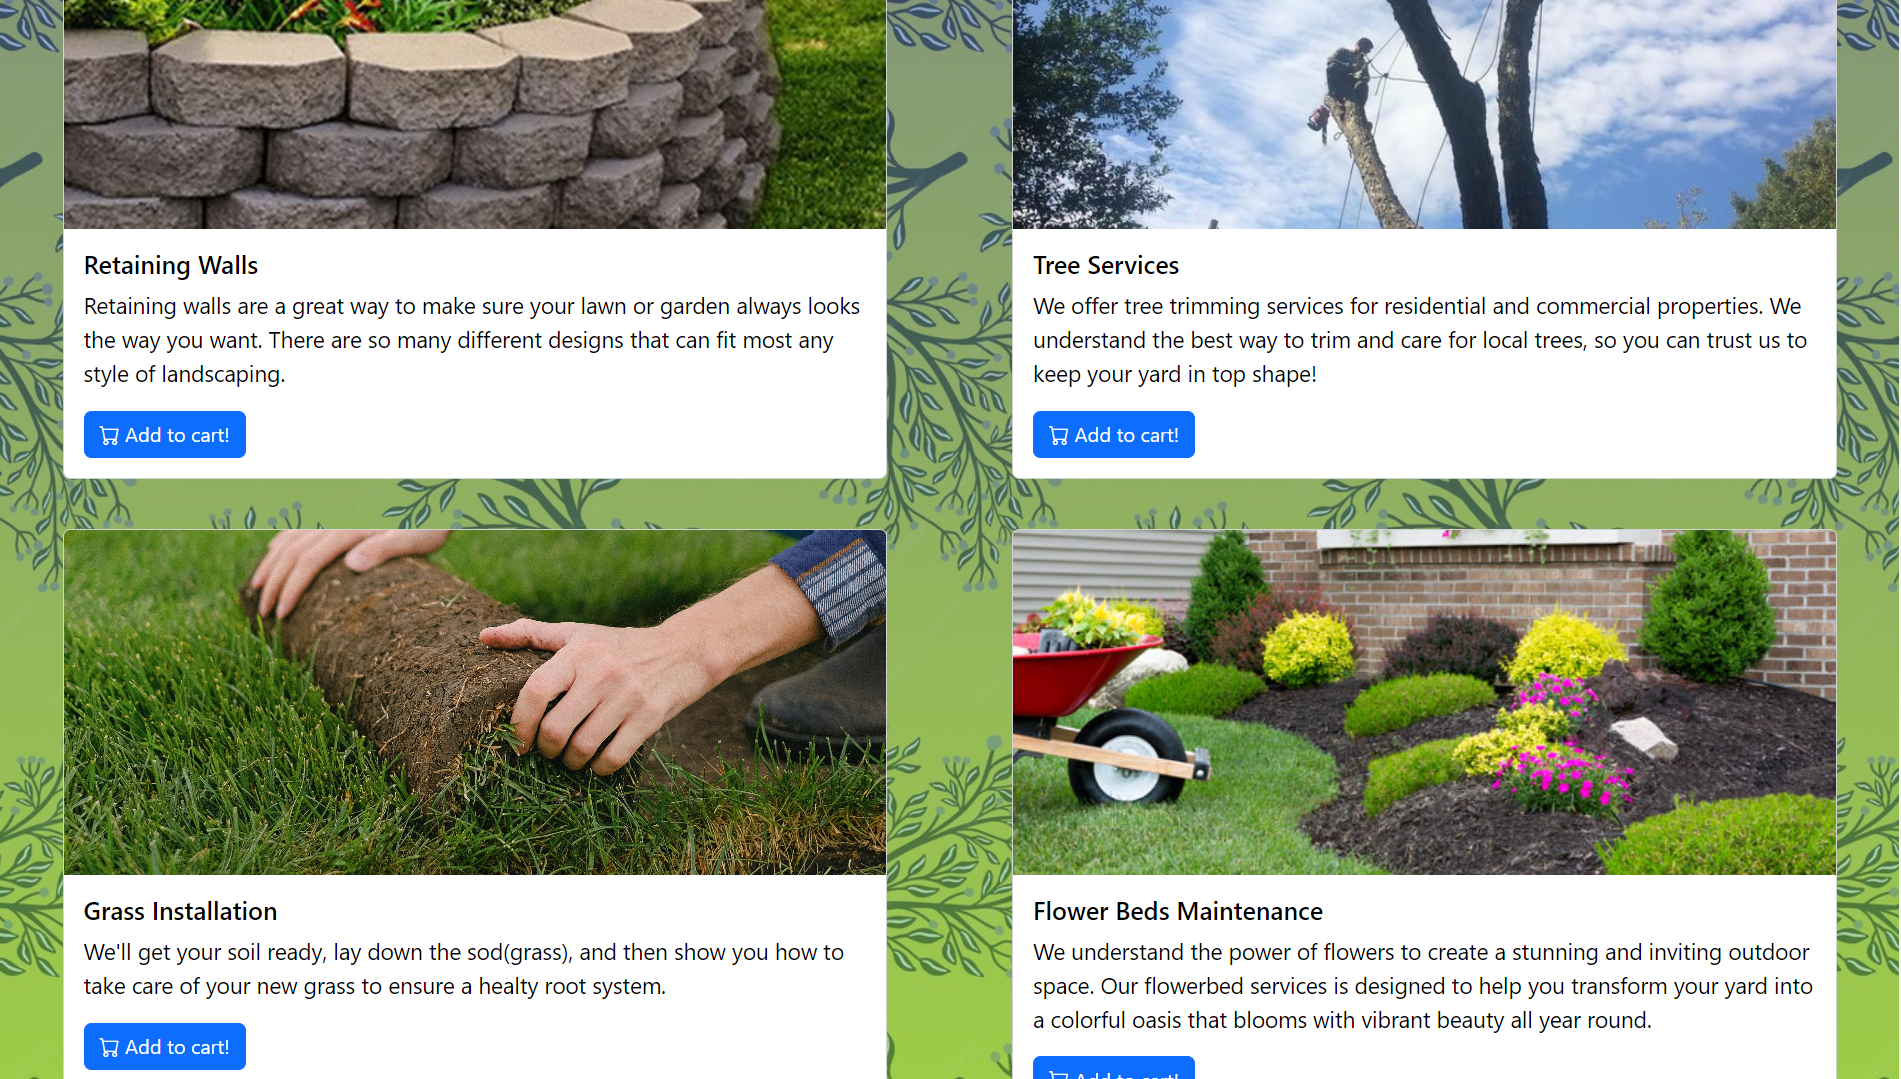 Retaining Walls
Retaining walls are a great way to make sure your lawn or garden always looks
the way you want. There are so many different designs that can fit most any
style of landscaping.
Add to cart!
Tree Services
We offer tree trimming services for residential and commercial properties. We
understand the best way to trim and care for local trees, so you can trust us to
keep your yard in top shape!
Add to cart!
Grass Installation
We'll get your soil ready, lay down the sod(grass), and then show you how to
take care of your new grass to ensure a healty root system.
Add to cart!
Flower Beds Maintenance
We understand the power of flowers to create a stunning and inviting outdoor
space. Our flowerbed services is designed to help you transform your yard into
a colorful oasis that blooms with vibrant beauty all year round.
Add to cart!